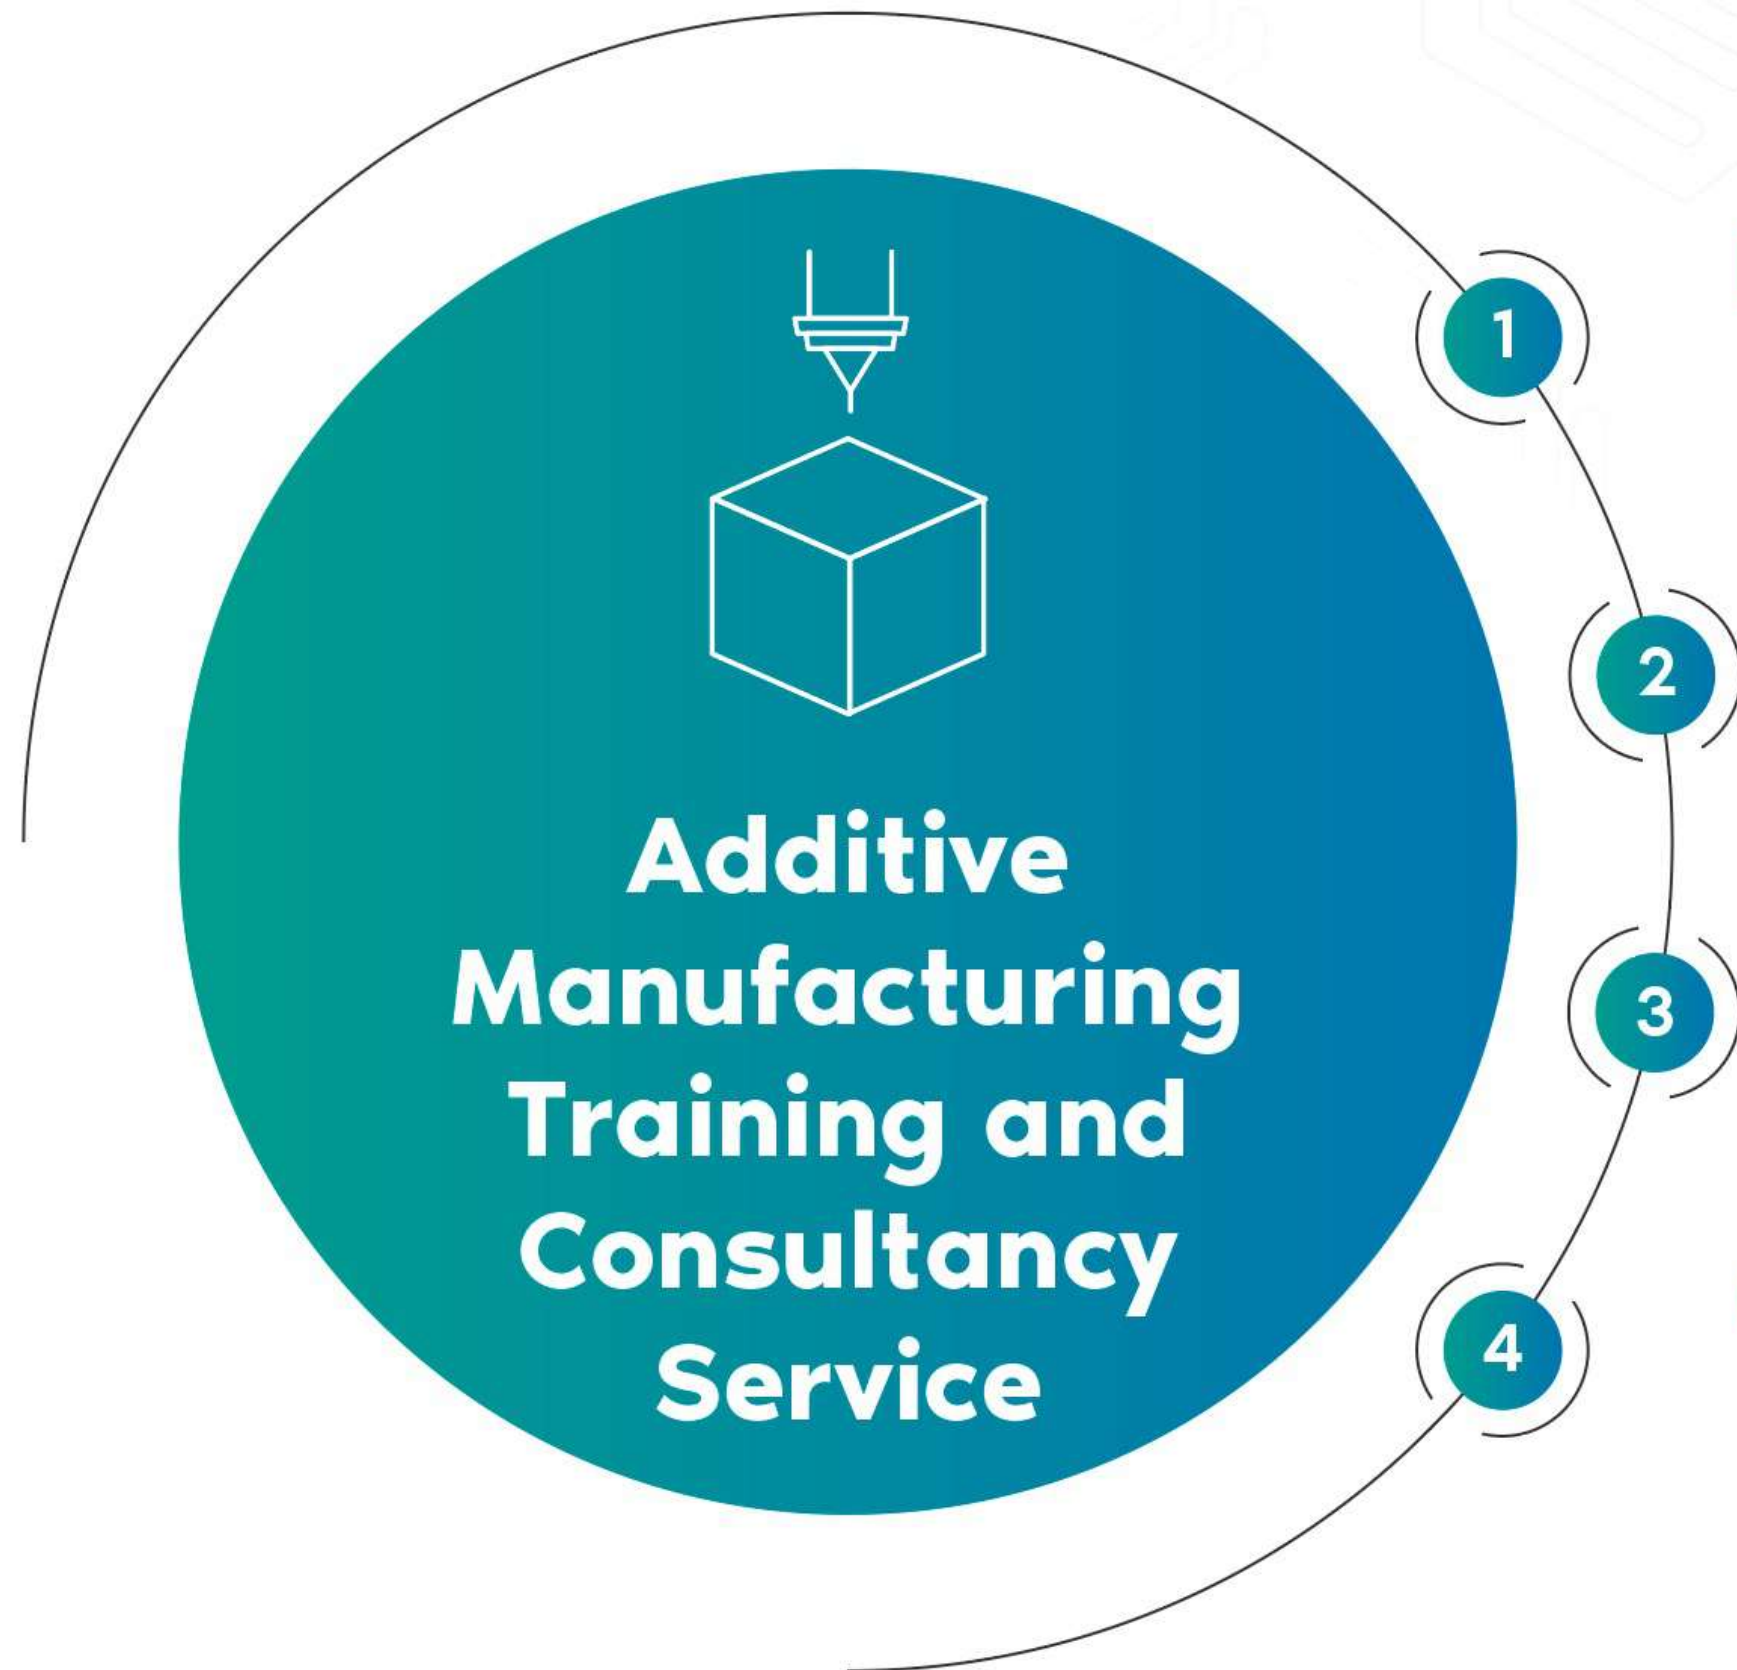 Additive
Manufacturing
Training and
Consultancy
Service
1
2
3
4